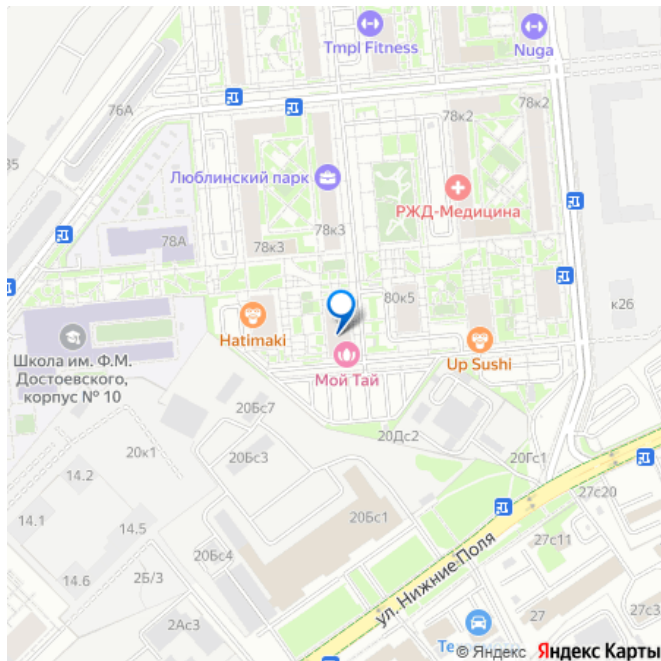 Tmpl Fitness
Nuga
76А
78к2
78к2
35
Люблинский парк
РЖД-Медицина
78А
78к3
78к3
80к5
к26
Hatimaki
Школа им. Ф.М.
Достоевского,
корпус № 10
Мой Тай
Up Sushi
20Бс7
20Дс2
20к1
20Бс3
20Гс1
14.2
27с20
14.1
14.5
20Бс1
27с11
20Бс4
14.6
2Б/3
ул. Нижние Поля
2Ас3
27
27с3
© Яндекс Яндекс Карты